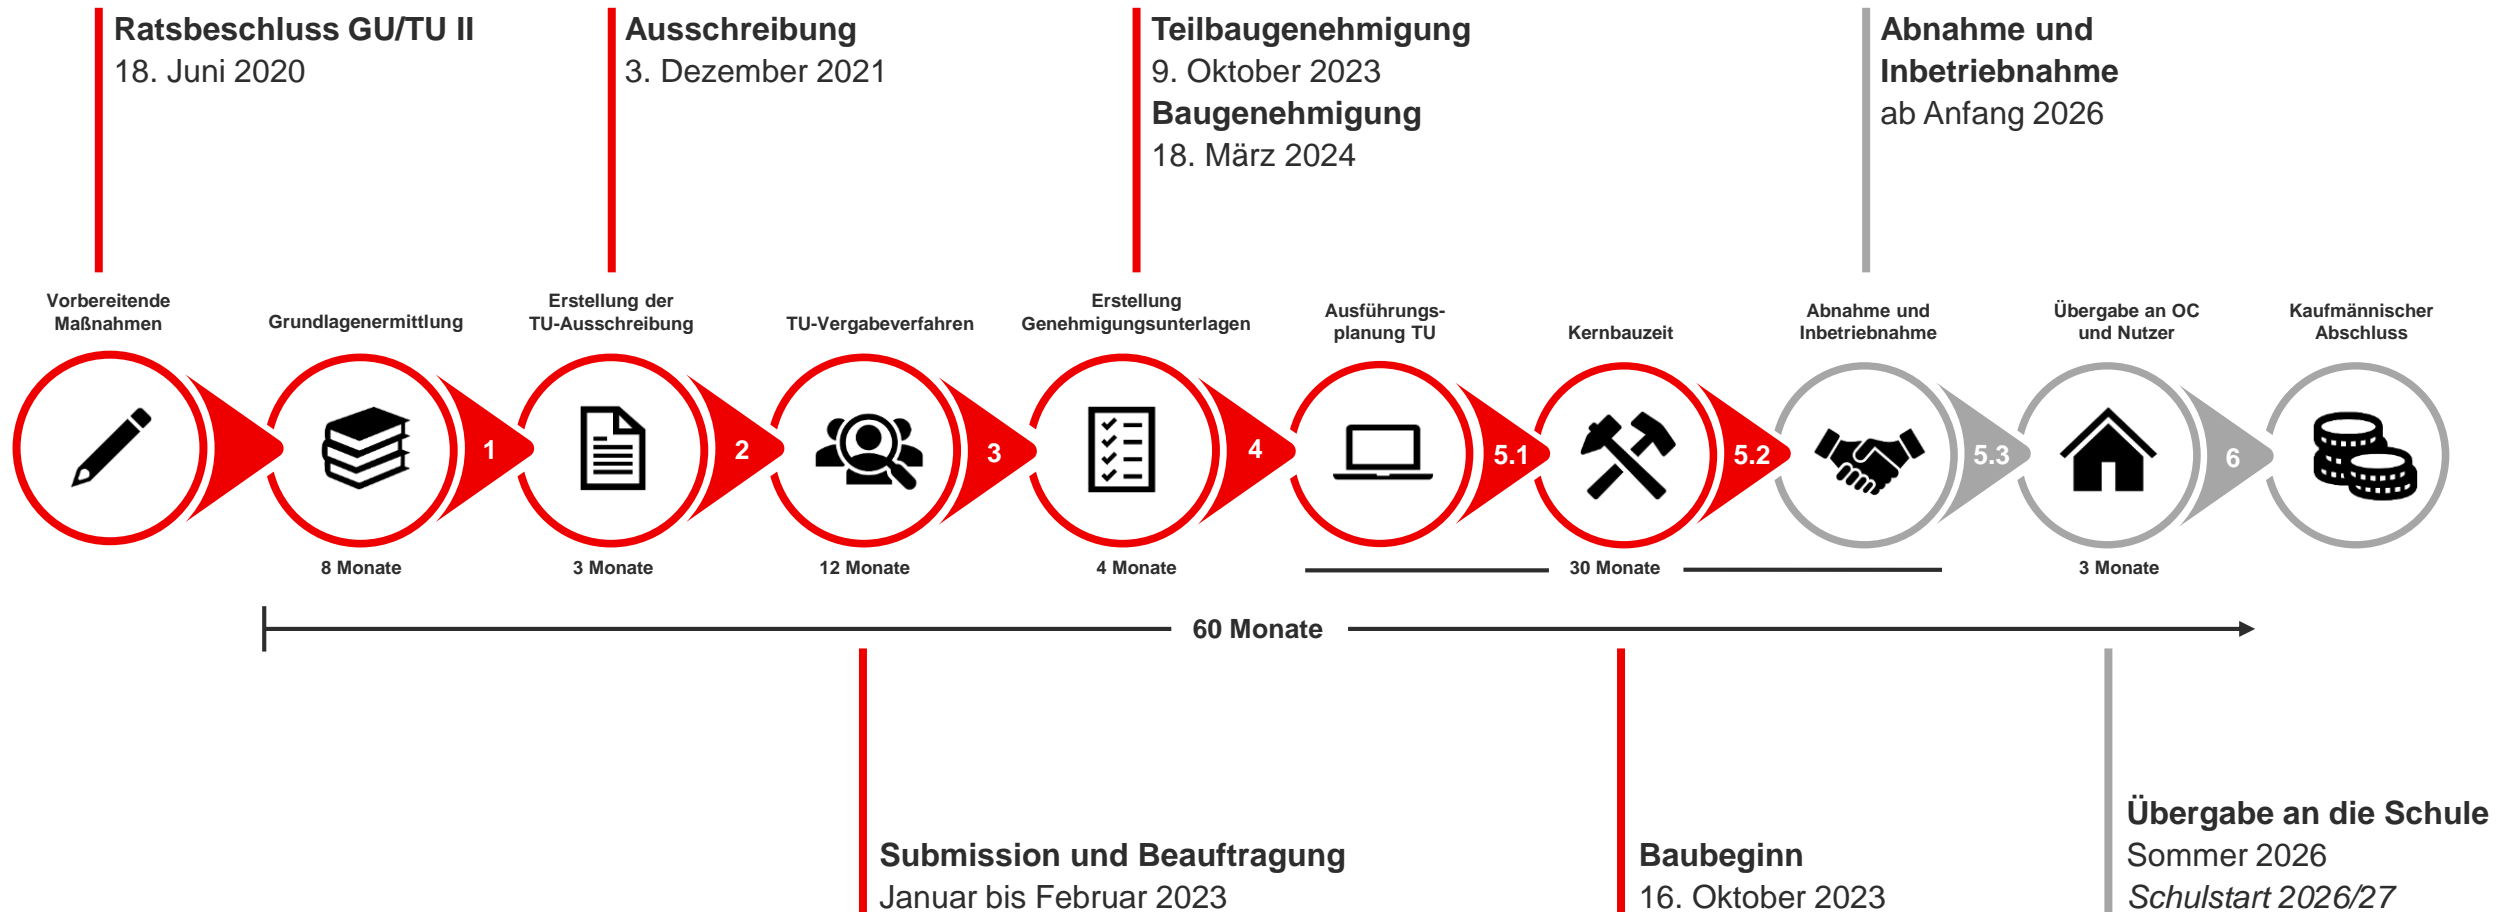 Ratsbeschluss GU/TU II
18. Juni 2020
Ausschreibung
3. Dezember 2021
Teilbaugenehmigung
9. Oktober 2023
Baugenehmigung
18. März 2024
Abnahme und
Inbetriebnahme
ab Anfang 2026
Vorbereitende
Maßnahmen
Grundlagenermittlung
Erstellung der
TU-Ausschreibung
TU-Vergabeverfahren
Erstellung
Genehmigungsunterlagen
Ausführungs-
planung TU
Kernbauzeit
Abnahme und
Inbetriebnahme
Übergabe an OC
und Nutzer
Kaufmännischer
Abschluss
1
2
3
4
5.1
5.2
5.3
6
8 Monate
3 Monate
12 Monate
4 Monate
30 Monate
3 Monate
60 Monate
Submission und Beauftragung
Januar bis Februar 2023
Baubeginn
16. Oktober 2023
Übergabe an die Schule
Sommer 2026
Schulstart 2026/27